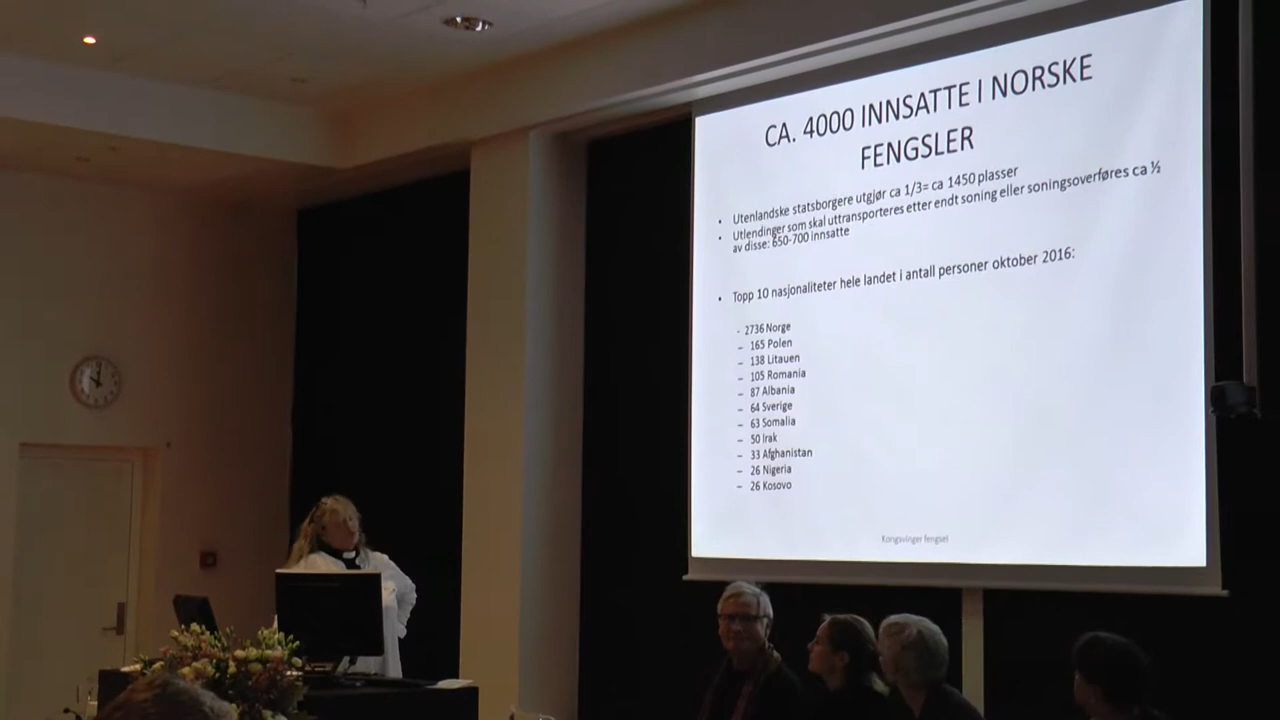 CA. 4000 INNSATTE I NORSKE
FENGSLER
• Utenlandske statsborgere utgjør ca 1/3= ca 1450 plasser
• Utlendinger som skal uttransporteres etter endt soning eller soningsoverføres ca ½
av disse: 650-700 innsatte
• Topp 10 nasjonaliteter hele landet i antall personer oktober 2016:
- 2736 Norge
– 165 Polen
– 138 Litauen
– 105 Romania
– 87 Albania
– 64 Sverige
– 63 Somalia
– 50 Irak
– 33 Afghanistan
– 26 Nigeria
– 26 Kosovo
Kongsvinger fengsel